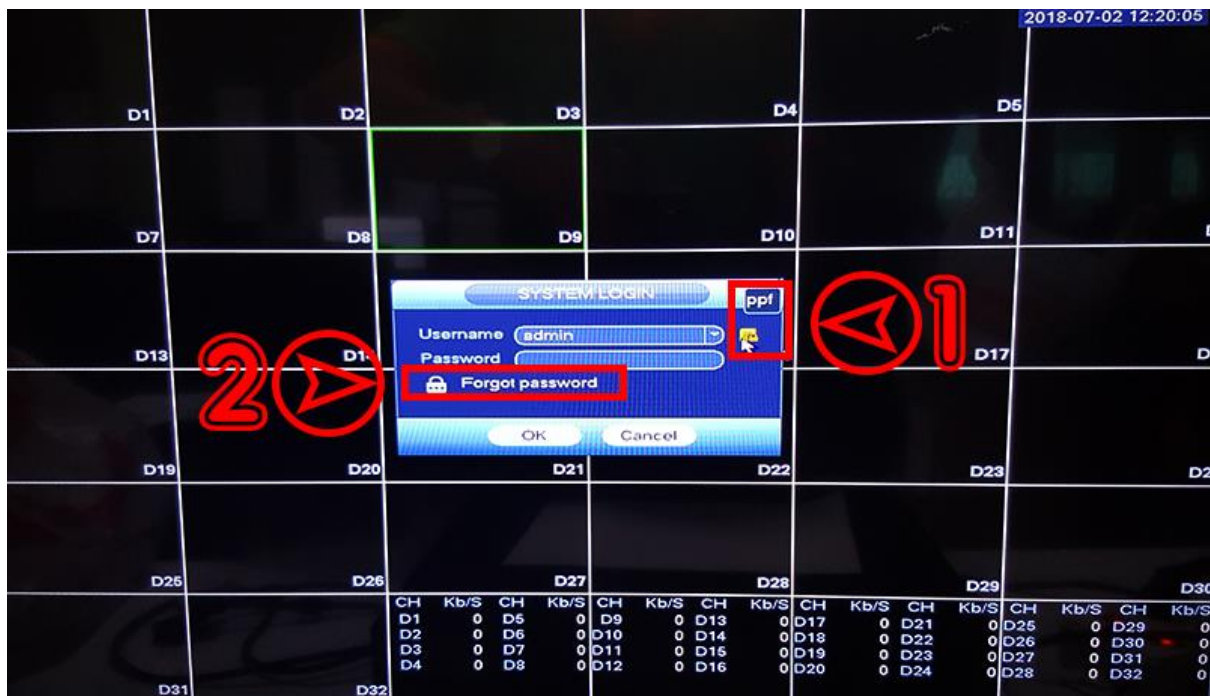 2018-07-02 12:20:05
D1 D2 D3 D4 D5
D7 D8 D9 D10 D11
SYSTEM LOGIN
ppf
Username admin
1
D13 D17
Password
2
Forgot password
OK Cancel
D19 D20 D21 D22 D23
D25 D26 D27 D28 D29 D30
CH Kb/S CH Kb/S CH Kb/S CH Kb/S CH Kb/S CH Kb/S CH Kb/S CH Kb/S
D1 0 D5 0 D9 0 D13 0 D17 0 D21 0 D25 0 D29 0
D2 0 D6 0 D10 0 D14 0 D18 0 D22 0 D26 0 D30 0
D3 0 D7 0 D11 0 D15 0 D19 0 D23 0 D27 0 D31 0
D4 0 D8 0 D12 0 D16 0 D20 0 D24 0 D28 0 D32 0
D31 D32